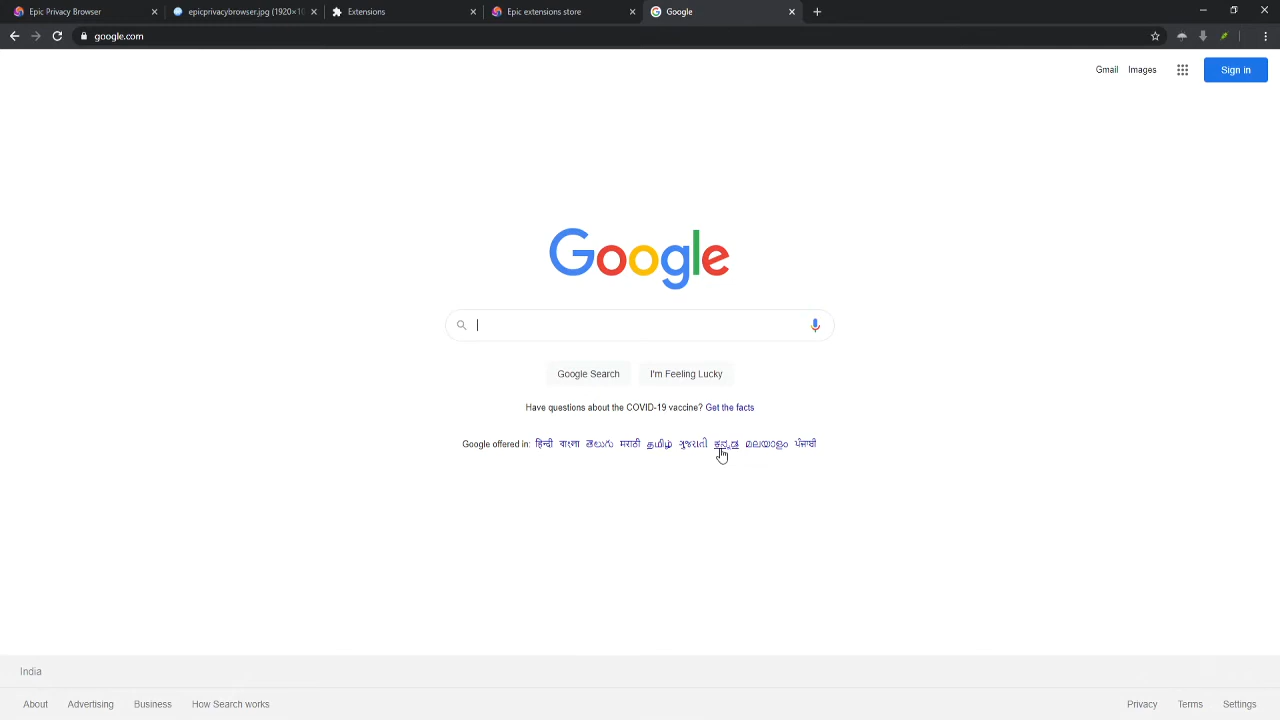 Epic Privacy Browser
epicprivacybrowser.jpg (1920×10
Extensions
Epic extensions store
Google
google.com
Gmail Images
Sign in
Google
Google Search I'm Feeling Lucky
Have questions about the COVID-19 vaccine? Get the facts
Google offered in: हिन्दी বাংলা తెలుగు मराठी தமிழ் ગુજરાતી ಕನ್ನಡ മലയാളം ਪੰਜਾਬੀ
India
About Advertising Business How Search works
Privacy Terms Settings